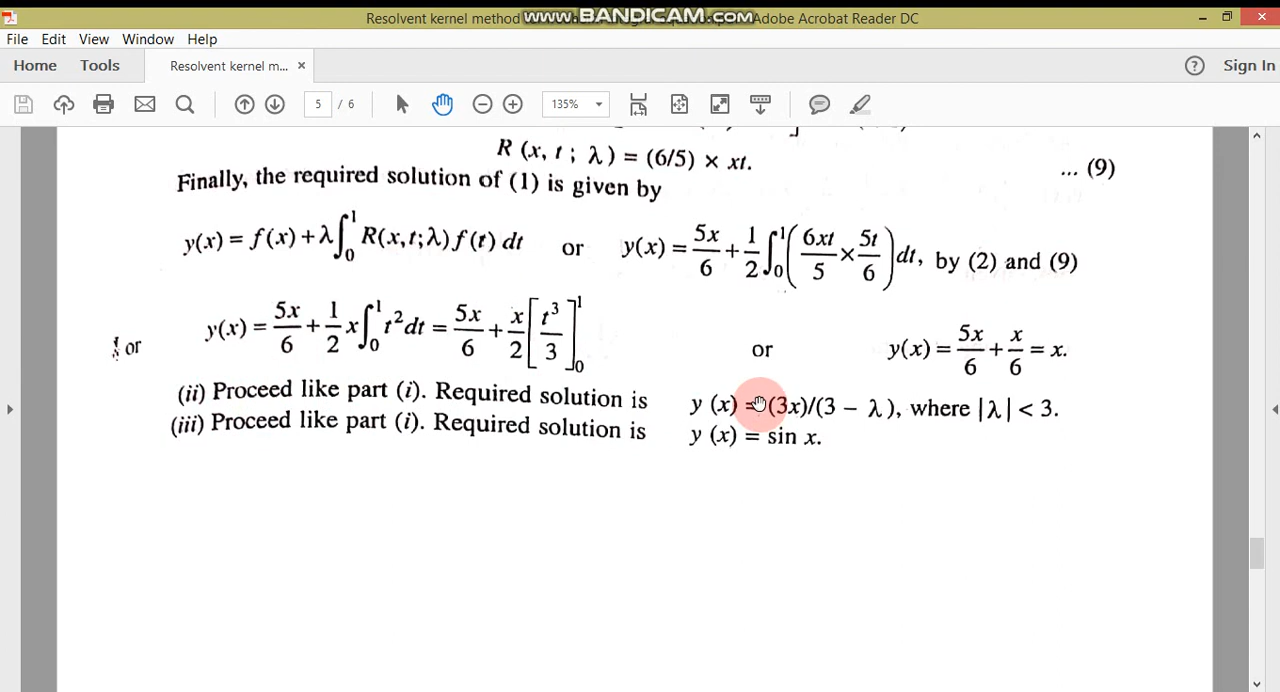 Resolvent kernel method www.BANDICAM.com Adobe Acrobat Reader DC
File Edit View Window Help
Home Tools Resolvent kernel m... × ? Sign In
5 / 6 135%
R (x, t ; λ) = (6/5) × xt. ... (9)
Finally, the required solution of (1) is given by
y(x) = f(x) + λ∫₀¹ R(x,t;λ) f(t) dt or y(x) = 5x/6 + 1/2 ∫₀¹ (6xt/5 × 5t/6) dt, by (2) and (9)
or y(x) = 5x/6 + 1/2 x ∫₀¹ t² dt = 5x/6 + x/2 [t³/3]₀¹ or y(x) = 5x/6 + x/6 = x.
(ii) Proceed like part (i). Required solution is y (x) = (3x)/(3 − λ), where |λ| < 3.
(iii) Proceed like part (i). Required solution is y (x) = sin x.